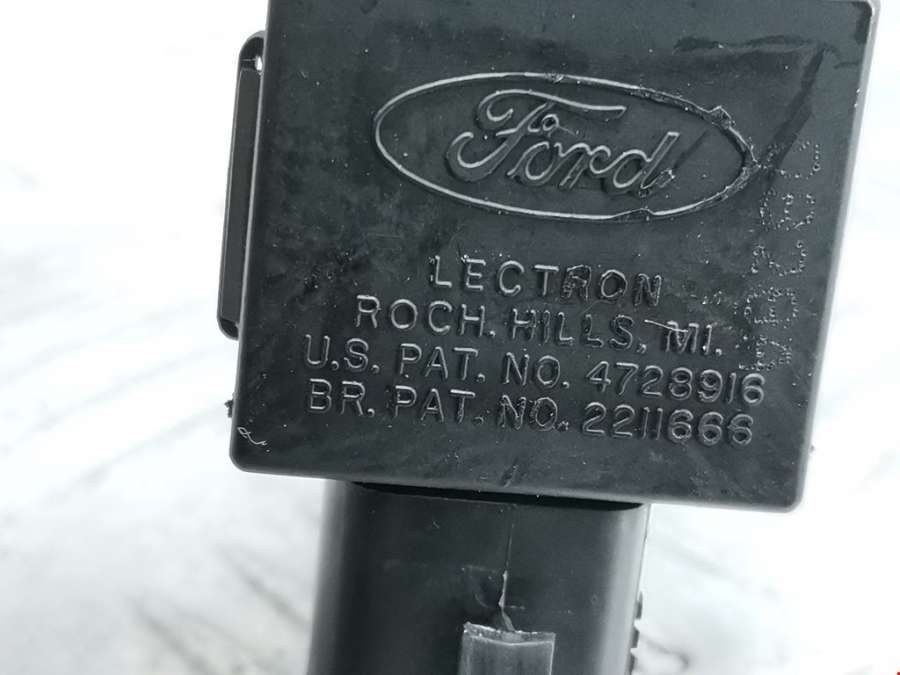 Ford
LECTRON
ROCH. HILLS, MI.
U.S. PAT. NO. 4728916
BR. PAT. NO. 2211666